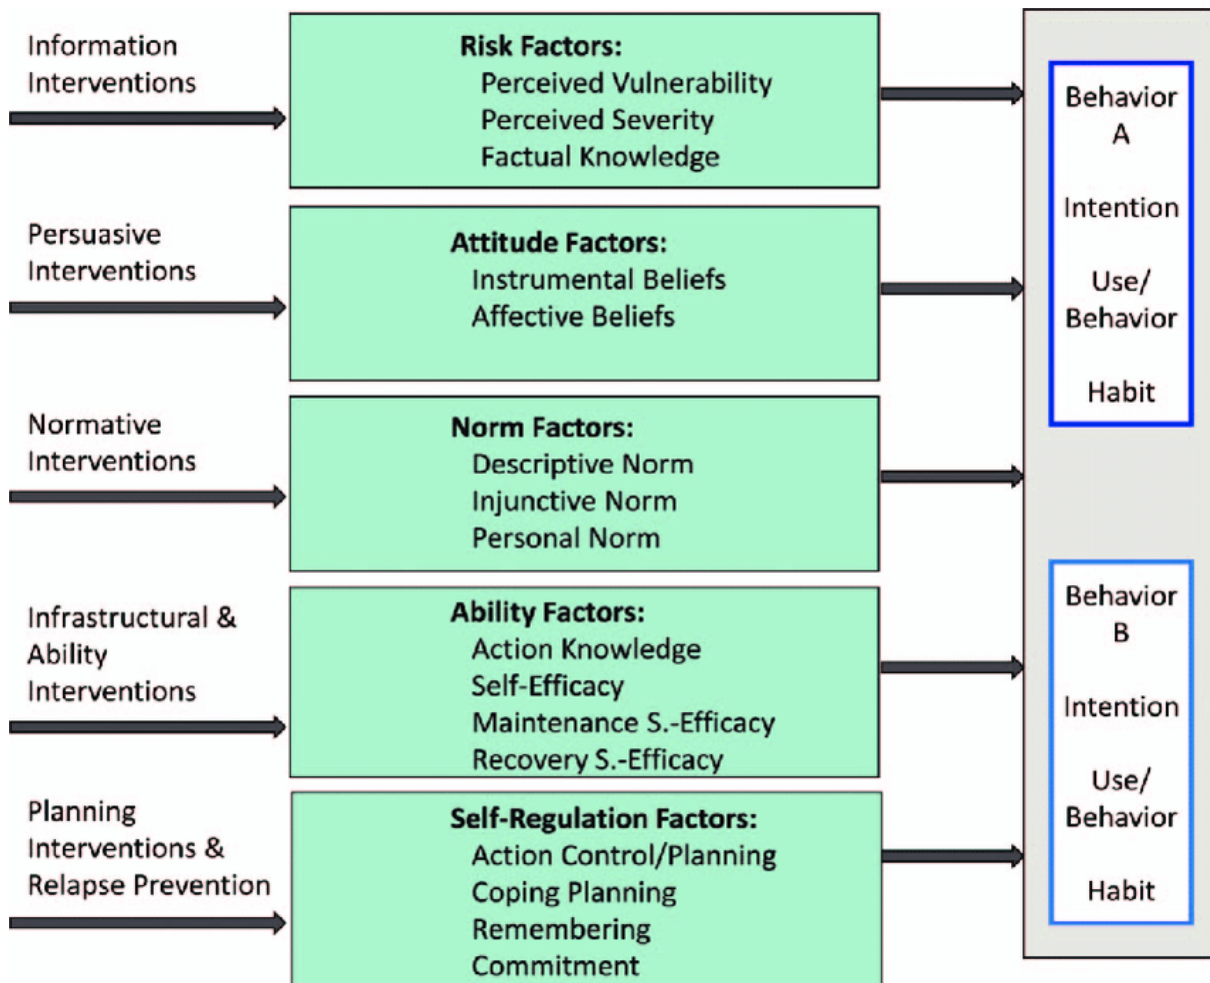 Information
Interventions
Risk Factors:
Perceived Vulnerability
Perceived Severity
Factual Knowledge
Persuasive
Interventions
Attitude Factors:
Instrumental Beliefs
Affective Beliefs
Normative
Interventions
Norm Factors:
Descriptive Norm
Injunctive Norm
Personal Norm
Infrastructural &
Ability
Interventions
Ability Factors:
Action Knowledge
Self-Efficacy
Maintenance S.-Efficacy
Recovery S.-Efficacy
Planning
Interventions &
Relapse Prevention
Self-Regulation Factors:
Action Control/Planning
Coping Planning
Remembering
Commitment
Behavior
A
Intention
Use/
Behavior
Habit
Behavior
B
Intention
Use/
Behavior
Habit